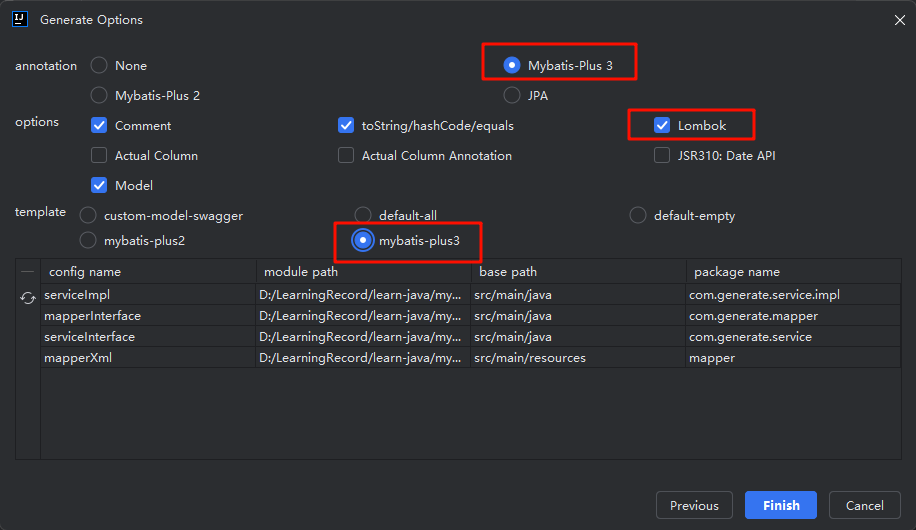 IJ Generate Options
annotation None Mybatis-Plus 3
Mybatis-Plus 2 JPA
options Comment toString/hashCode/equals Lombok
Actual Column Actual Column Annotation JSR310: Date API
Model
template custom-model-swagger default-all default-empty
mybatis-plus2 mybatis-plus3
config name module path base path package name
serviceImpl D:/LearningRecord/learn-java/my... src/main/java com.generate.service.impl
mapperInterface D:/LearningRecord/learn-java/my... src/main/java com.generate.mapper
serviceInterface D:/LearningRecord/learn-java/my... src/main/java com.generate.service
mapperXml D:/LearningRecord/learn-java/my... src/main/resources mapper
Previous Finish Cancel